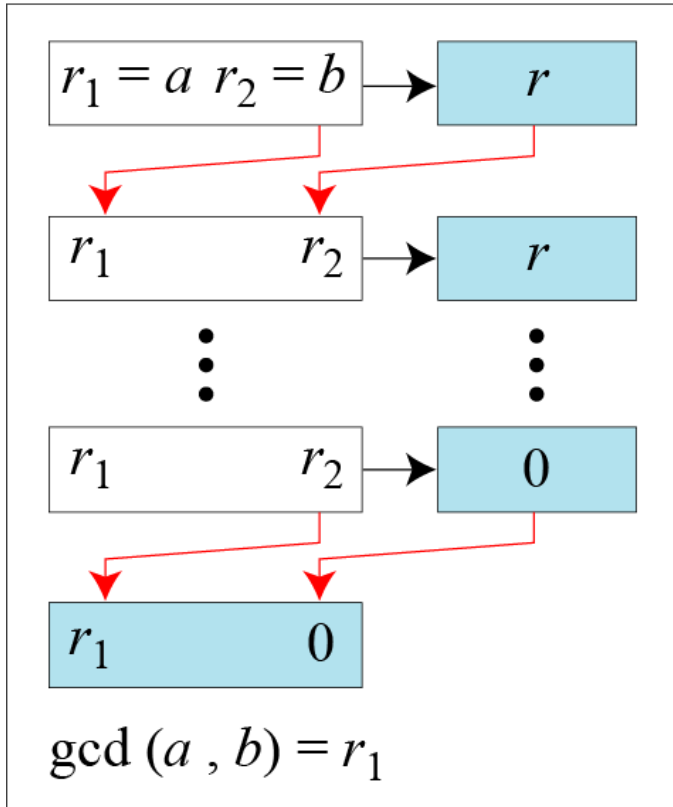 r₁ = a r₂ = b r
r₁ r₂ r
r₁ r₂ 0
r₁ 0
gcd (a , b) = r₁